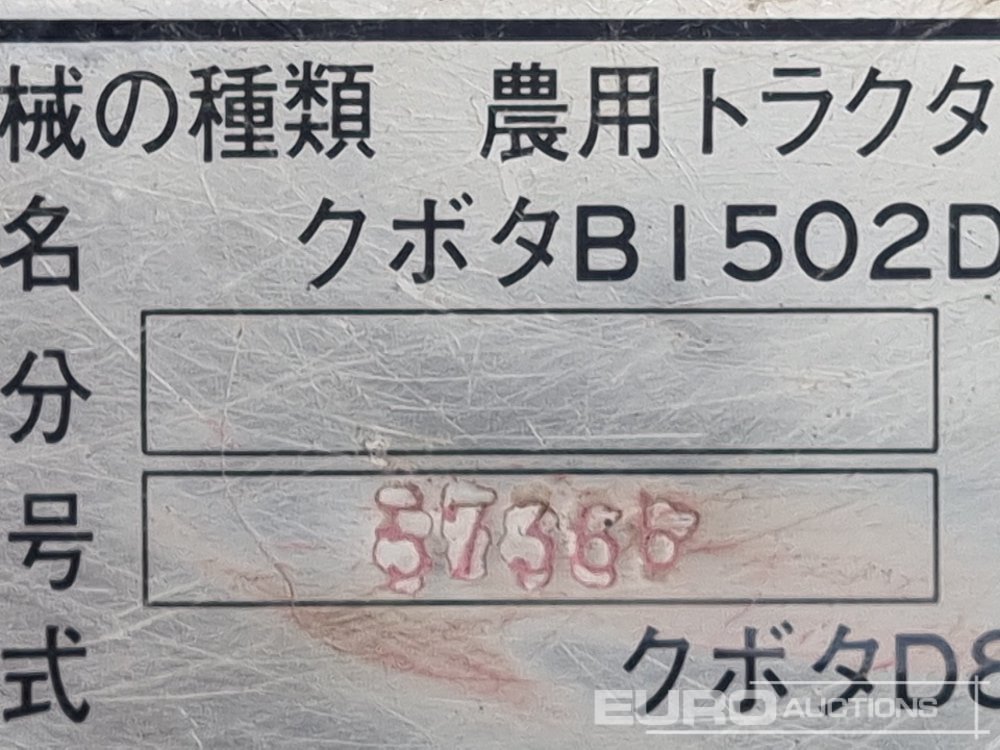 械の種類 農用トラクタ
名 クボタB1502D
分
号
式 クボタD8
EURO AUCTIONS